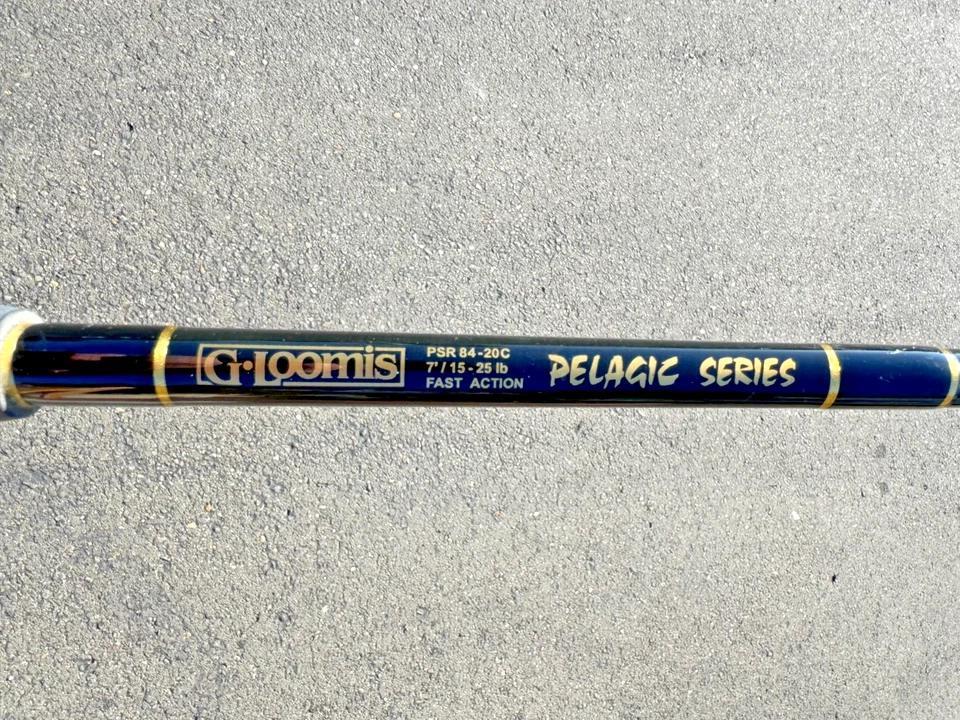 G·Loomis
PSR 84-20C
7' / 15 - 25 lb
FAST ACTION
PELAGIC SERIES